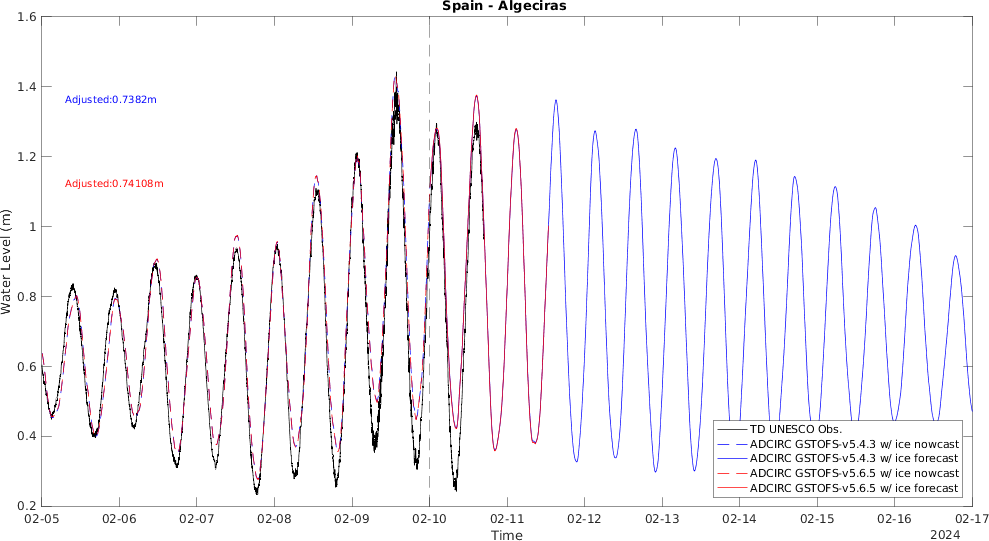 Spain - Algeciras
1.6
1.4
1.2
1
0.8
0.6
0.4
0.2
Water Level (m)
Adjusted:0.7382m
Adjusted:0.74108m
TD UNESCO Obs.
ADCIRC GSTOFS-v5.4.3 w/ ice nowcast
ADCIRC GSTOFS-v5.4.3 w/ ice forecast
ADCIRC GSTOFS-v5.6.5 w/ ice nowcast
ADCIRC GSTOFS-v5.6.5 w/ ice forecast
02-05 02-06 02-07 02-08 02-09 02-10 02-11 02-12 02-13 02-14 02-15 02-16 02-17
Time
2024